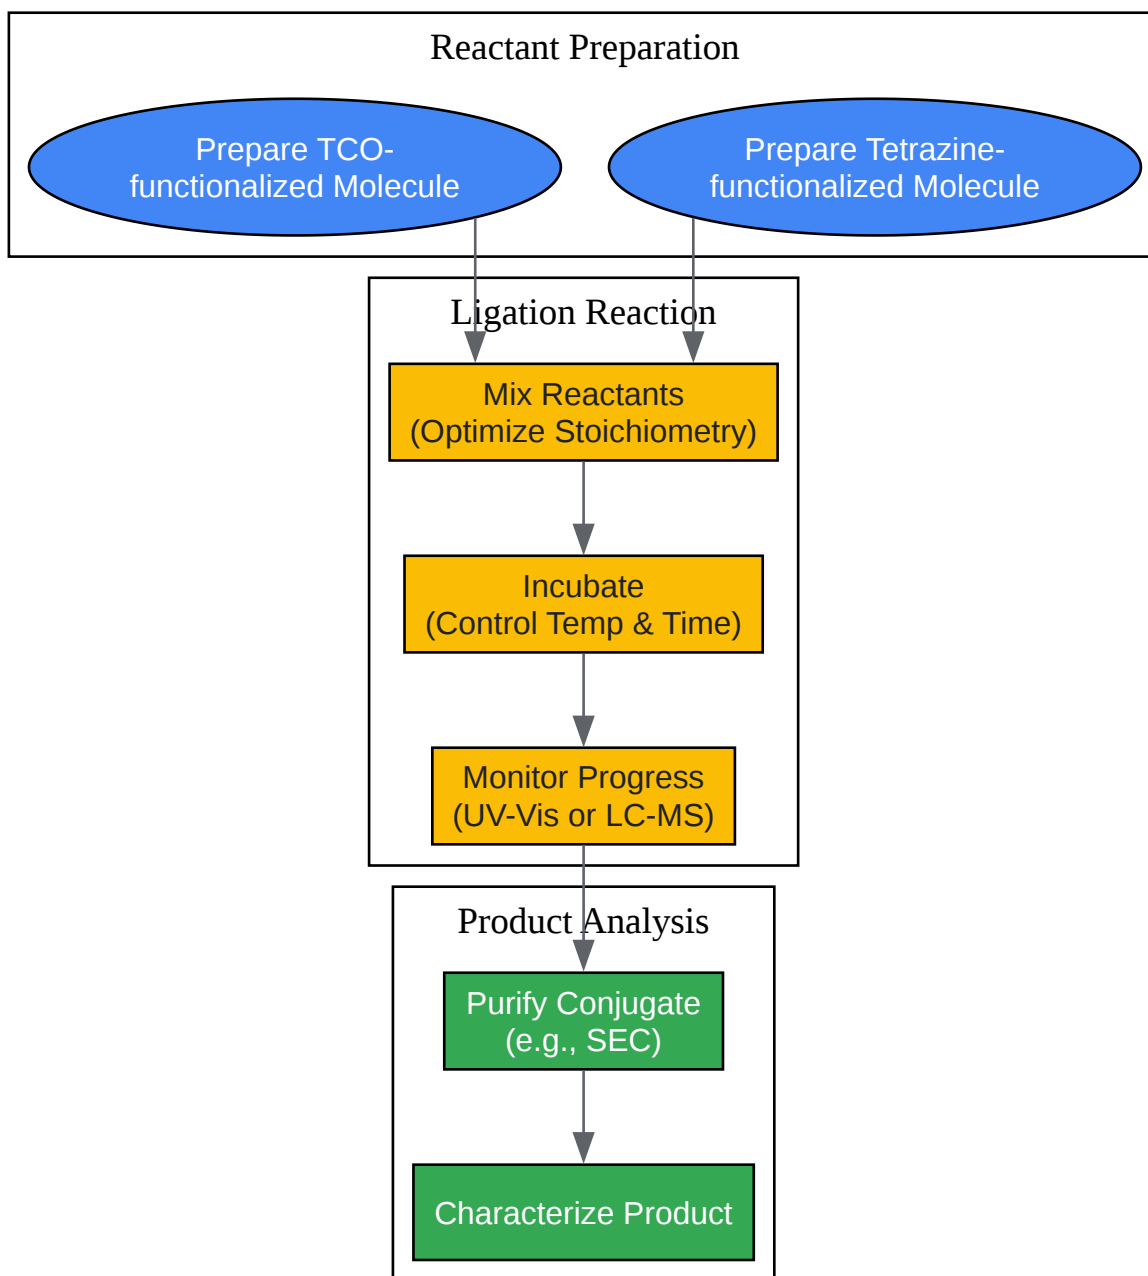 Reactant Preparation
Prepare TCO-
functionalized Molecule
Prepare Tetrazine-
functionalized Molecule
Ligation Reaction
Mix Reactants
(Optimize Stoichiometry)
Incubate
(Control Temp & Time)
Monitor Progress
(UV-Vis or LC-MS)
Product Analysis
Purify Conjugate
(e.g., SEC)
Characterize Product